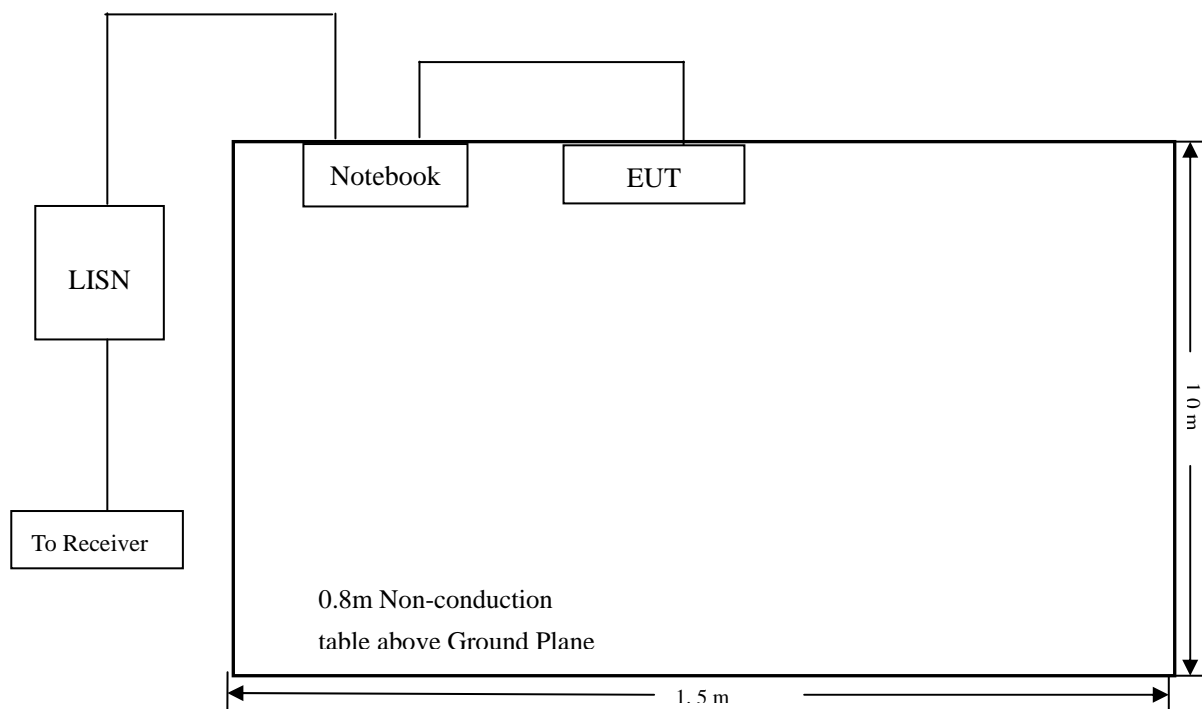 Notebook
EUT
LISN
To Receiver
0.8m Non-conduction
table above Ground Plane
1. 5 m
1 0 m